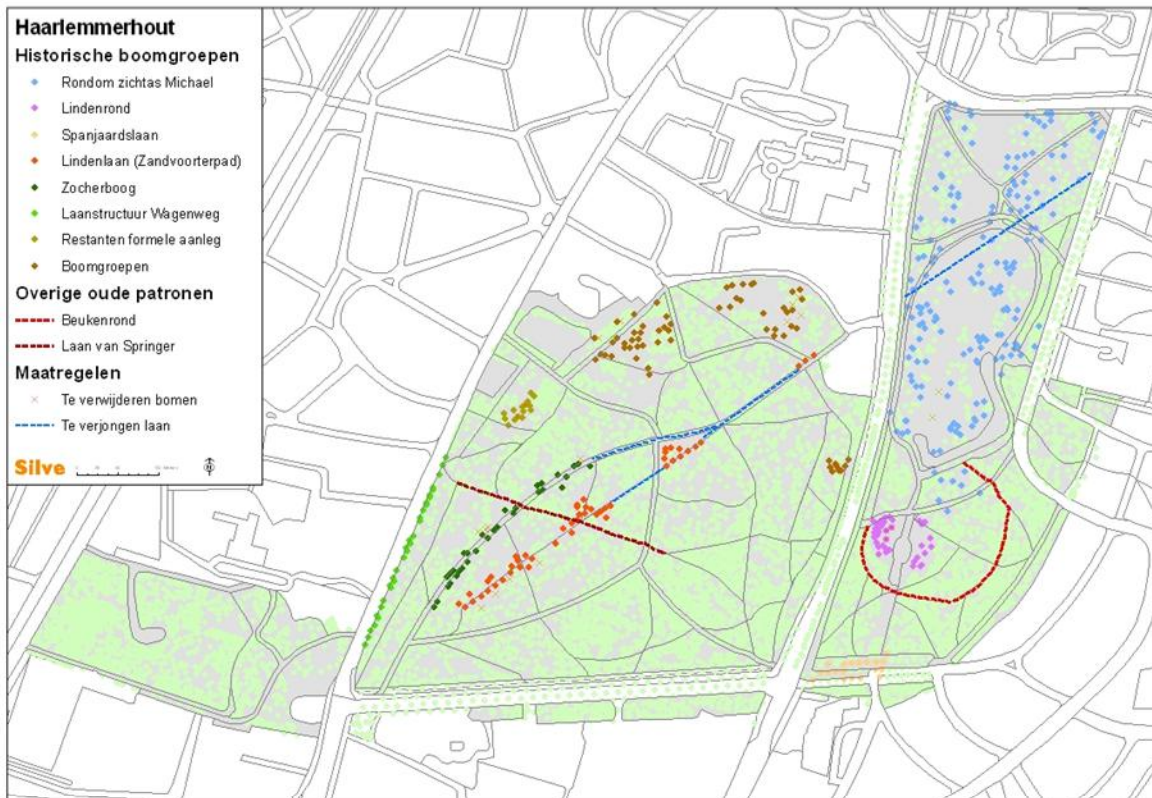 Haarlemmerhout
Historische boomgroepen
Rondom zichtas Michael
Lindenrond
Spanjaardslaan
Lindenlaan (Zandvoorterpad)
Zocherboog
Laanstructuur Wagenweg
Restanten formele aanleg
Boomgroepen
Overige oude patronen
Beukenrond
Laan van Springer
Maatregelen
Te verwijderen bomen
Te verjongen laan
Silve